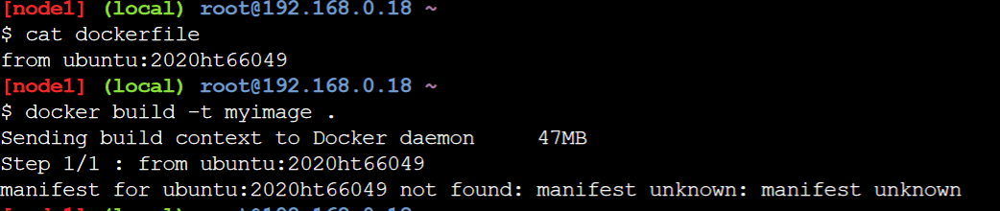 [node1] (local) root@192.168.0.18 ~
$ cat dockerfile
from ubuntu:2020ht66049
[node1] (local) root@192.168.0.18 ~
$ docker build -t myimage .
Sending build context to Docker daemon 47MB
Step 1/1 : from ubuntu:2020ht66049
manifest for ubuntu:2020ht66049 not found: manifest unknown: manifest unknown